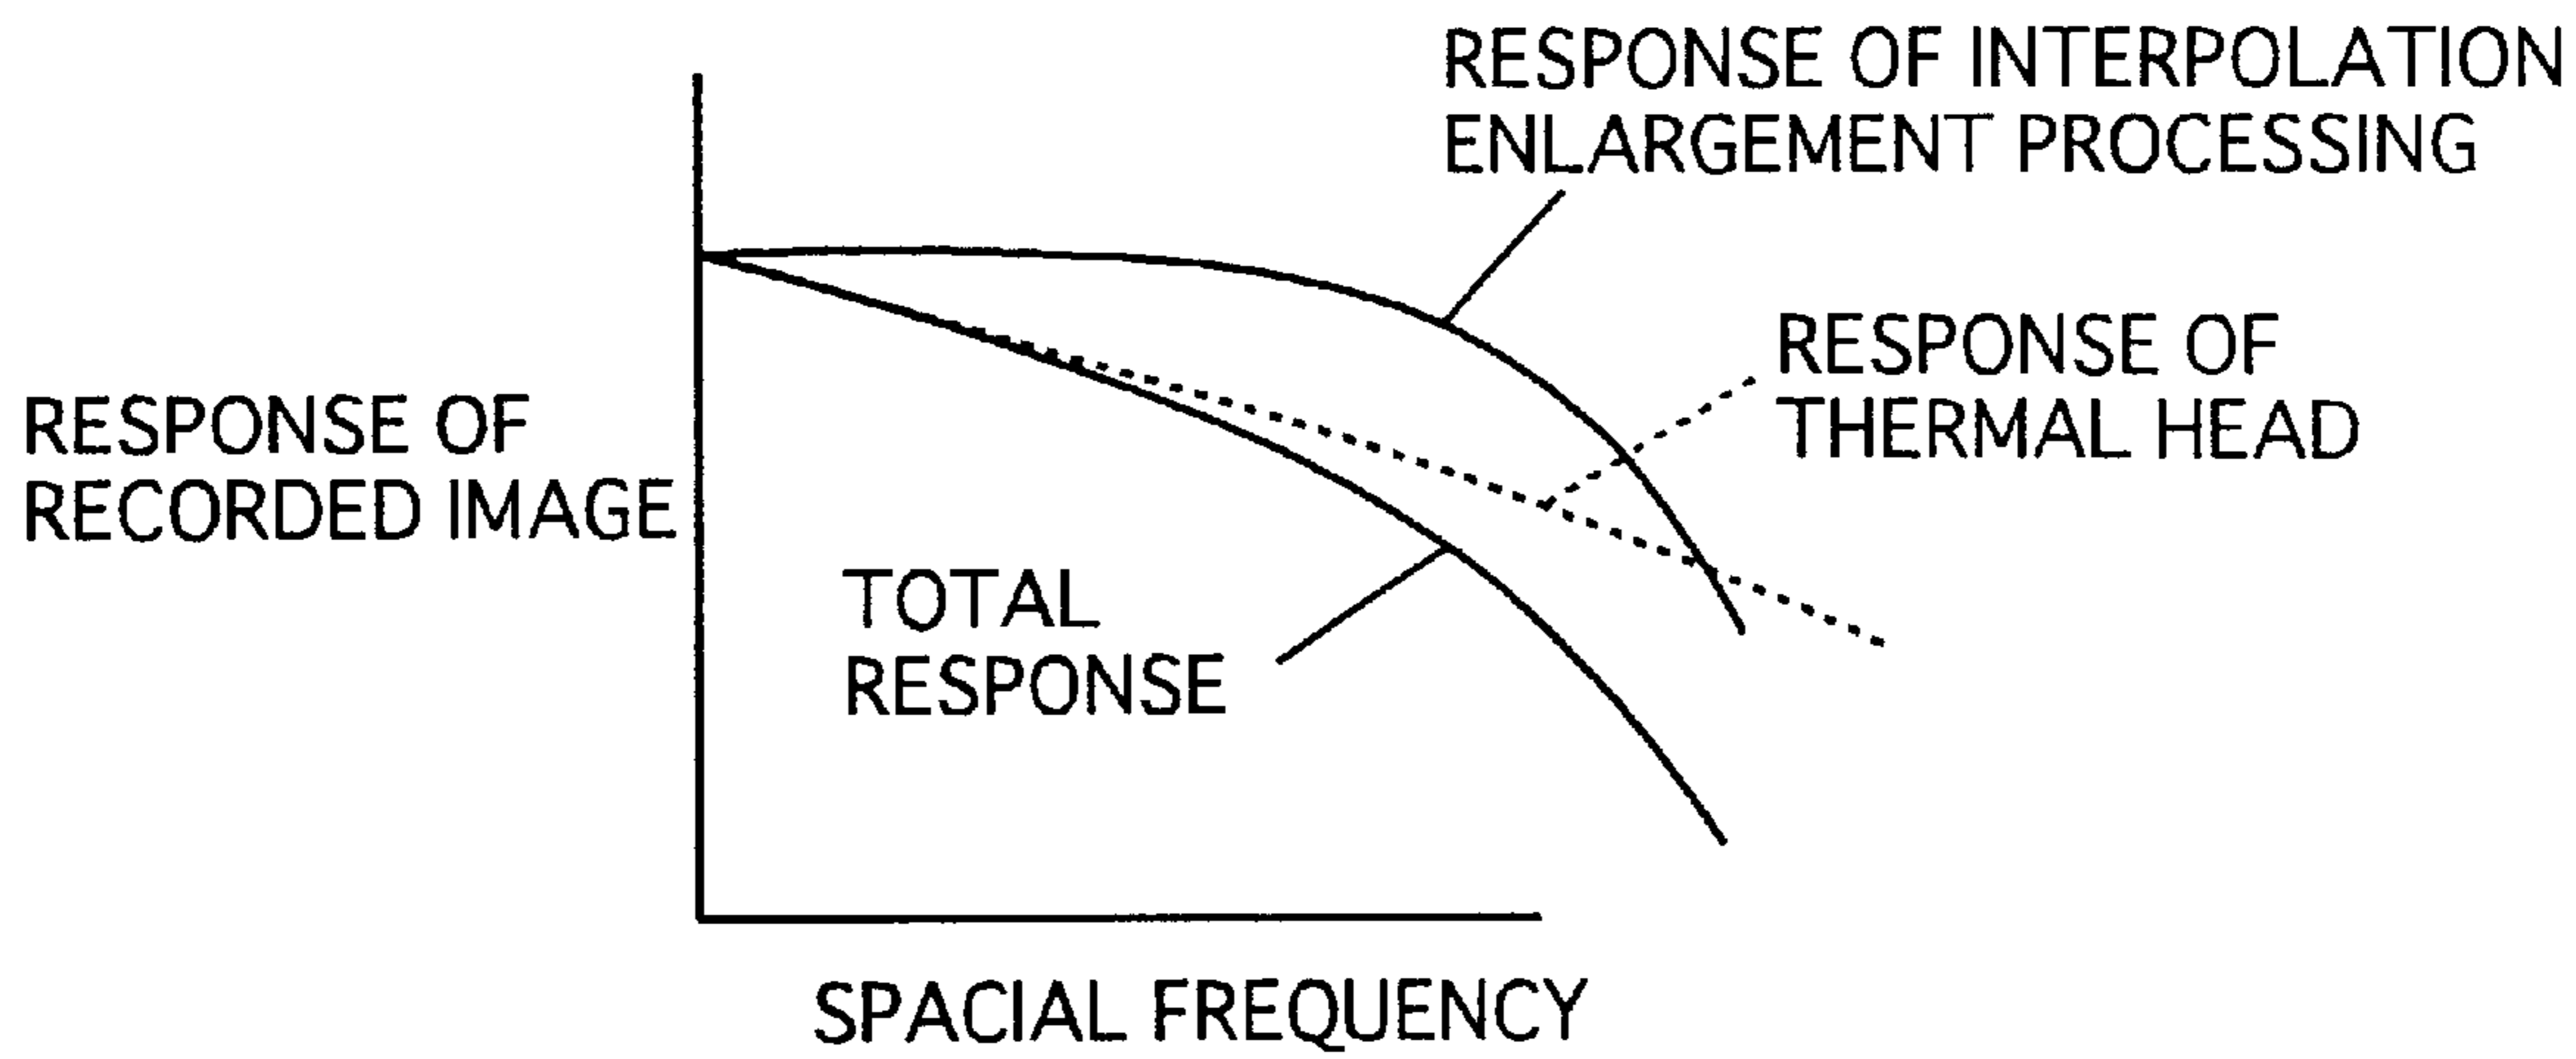 RESPONSE OF INTERPOLATION
ENLARGEMENT PROCESSING
RESPONSE OF
THERMAL HEAD
RESPONSE OF
RECORDED IMAGE
TOTAL
RESPONSE
SPACIAL FREQUENCY